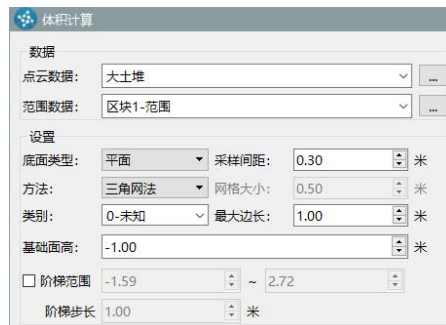 体积计算
数据
点云数据: 大土堆 ...
范围数据: 区块1-范围 ...
设置
底面类型: 平面 采样间距: 0.30 米
方法: 三角网法 网格大小: 0.50 米
类别: 0-未知 最大边长: 1.00 米
基础面高: -1.00 米
阶梯范围 -1.59 ~ 2.72
阶梯步长 1.00 米